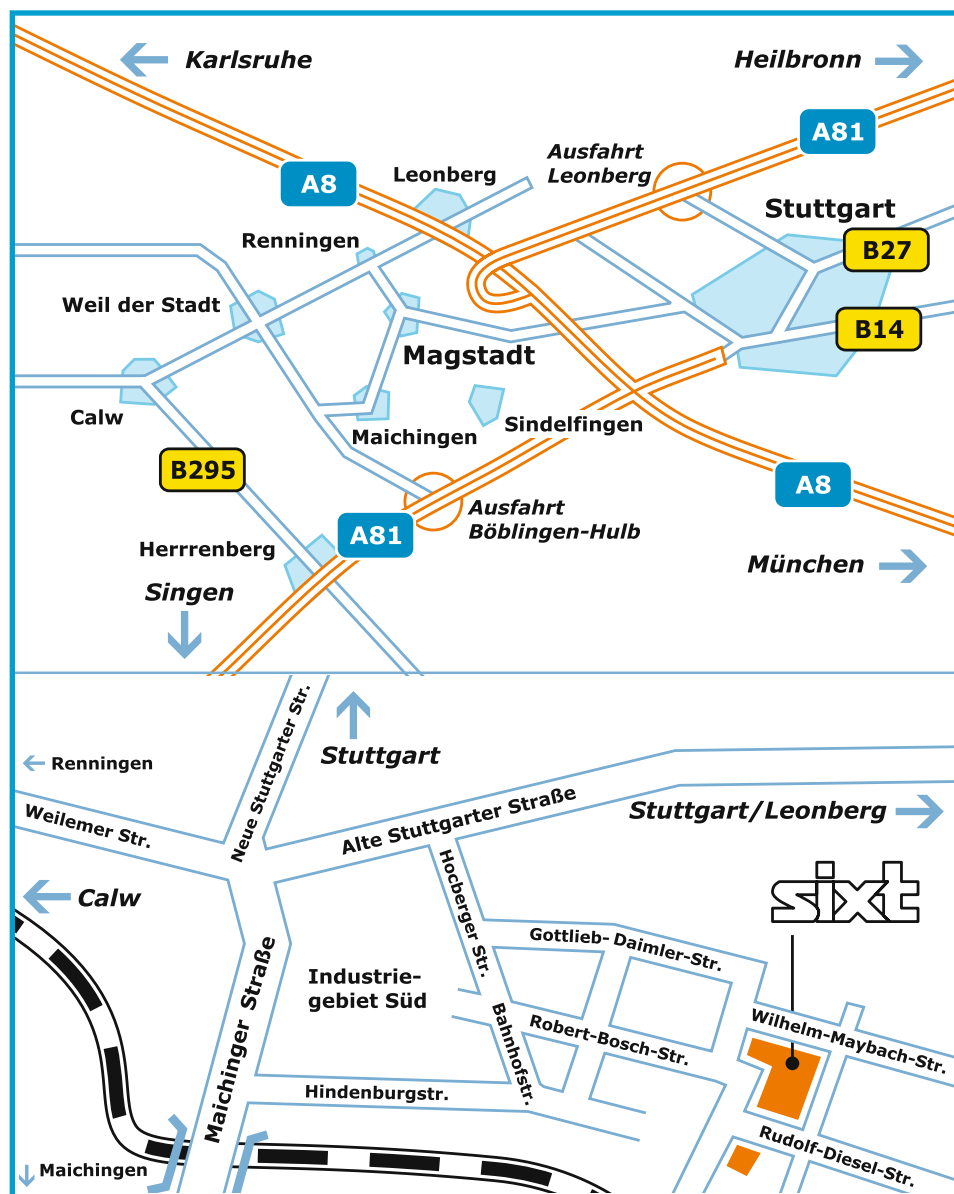 Karlsruhe
Heilbronn
A81
Ausfahrt
Leonberg
A8
Leonberg
Stuttgart
Renningen
B27
Weil der Stadt
B14
Magstadt
Calw
Sindelfingen
Maichingen
B295
A8
Ausfahrt
Böblingen-Hulb
A81
Herrrenberg
München
Singen
Neue Stuttgarter Str.
Stuttgart
Renningen
Weilemer Str.
Alte Stuttgarter Straße
Stuttgart/Leonberg
Calw
Hocberger Str.
sixt
Gottlieb- Daimler-Str.
Maichinger Straße
Industrie-
gebiet Süd
Bahnhofstr.
Robert-Bosch-Str.
Wilhelm-Maybach-Str.
Hindenburgstr.
Rudolf-Diesel-Str.
Maichingen